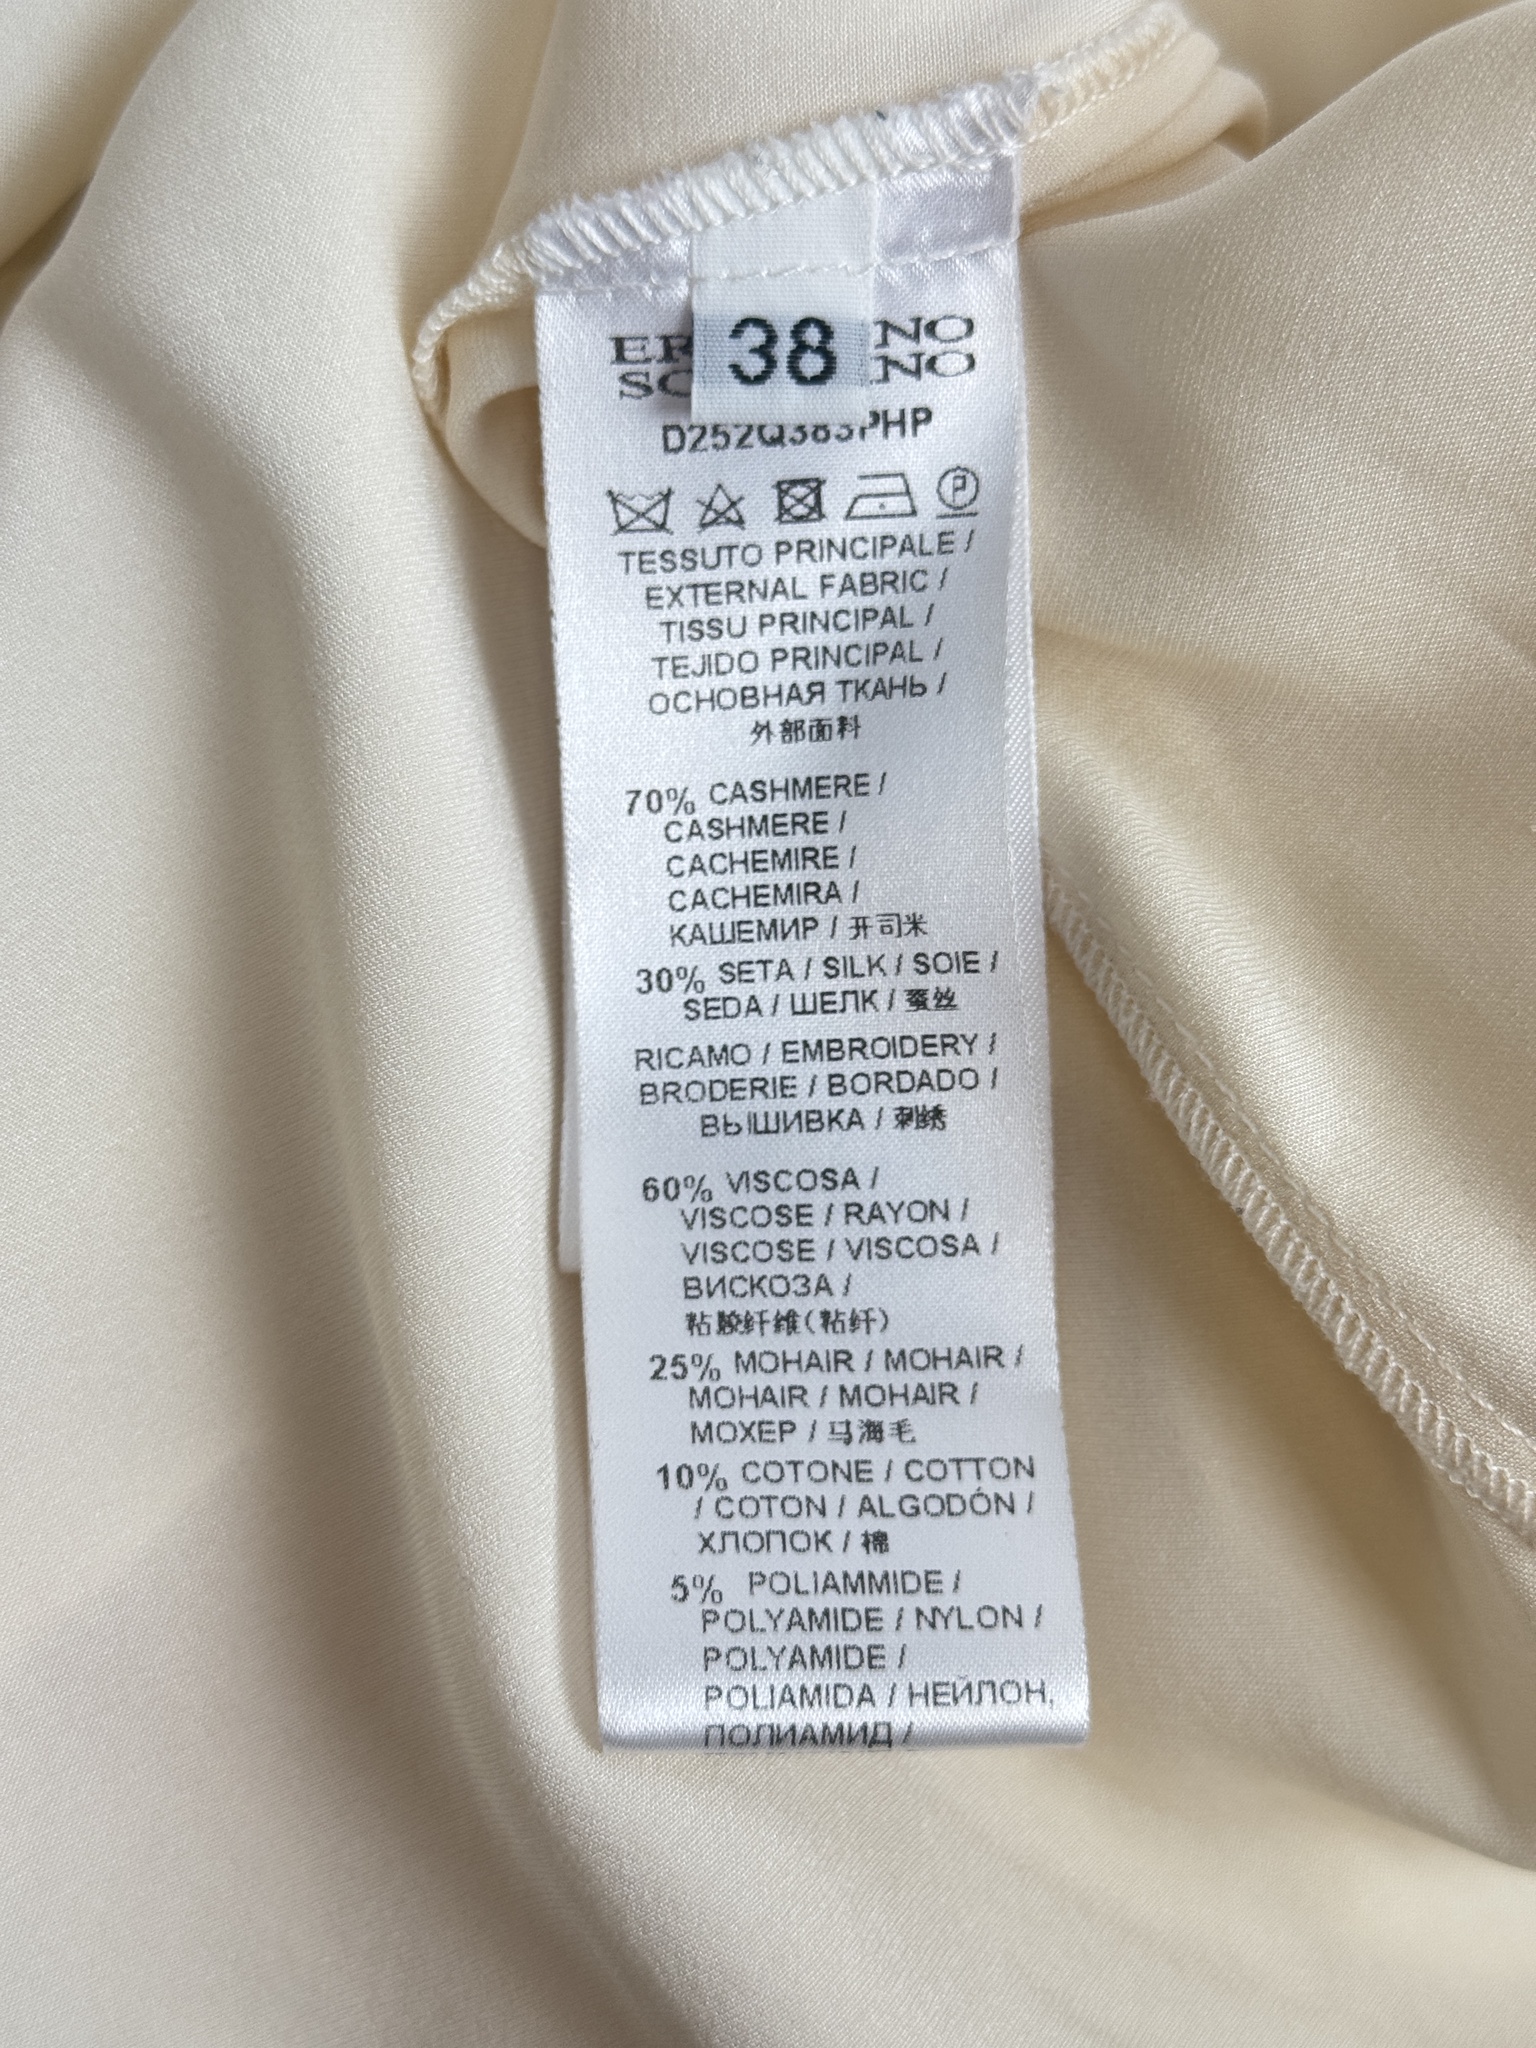 38
D252Q383PHP
TESSUTO PRINCIPALE /
EXTERNAL FABRIC /
TISSU PRINCIPAL /
TEJIDO PRINCIPAL /
ОСНОВНАЯ ТКАНЬ /
外部面料
70% CASHMERE /
CASHMERE /
CACHEMIRE /
CACHEMIRA /
КАШЕМИР / 开司米
30% SETA / SILK / SOIE /
SEDA / ШЕЛК / 蚕丝
RICAMO / EMBROIDERY /
BRODERIE / BORDADO /
ВЫШИВКА / 刺绣
60% VISCOSA /
VISCOSE / RAYON /
VISCOSE / VISCOSA /
ВИСКОЗА /
粘胶纤维(粘纤)
25% MOHAIR / MOHAIR /
MOHAIR / MOHAIR /
МОХЕР / 马海毛
10% COTONE / COTTON
/ COTON / ALGODÓN /
ХЛОПОК / 棉
5% POLIAMMIDE /
POLYAMIDE / NYLON /
POLYAMIDE /
POLIAMIDA / НЕЙЛОН,
ПОЛИАМИД /